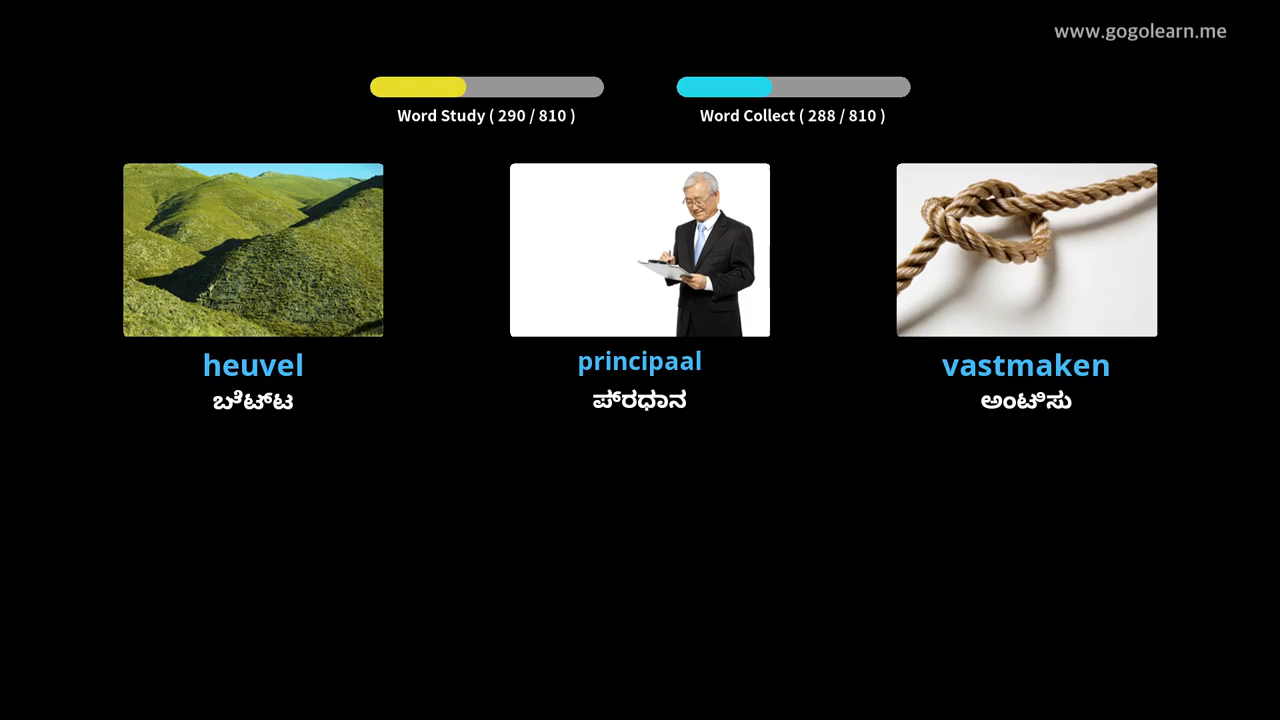 www.gogolearn.me
Word Study ( 290 / 810 )
Word Collect ( 288 / 810 )
heuvel
ಬೆಟ್ಟ
principaal
ಪ್ರಧಾನ
vastmaken
ಅಂಟಿಸು